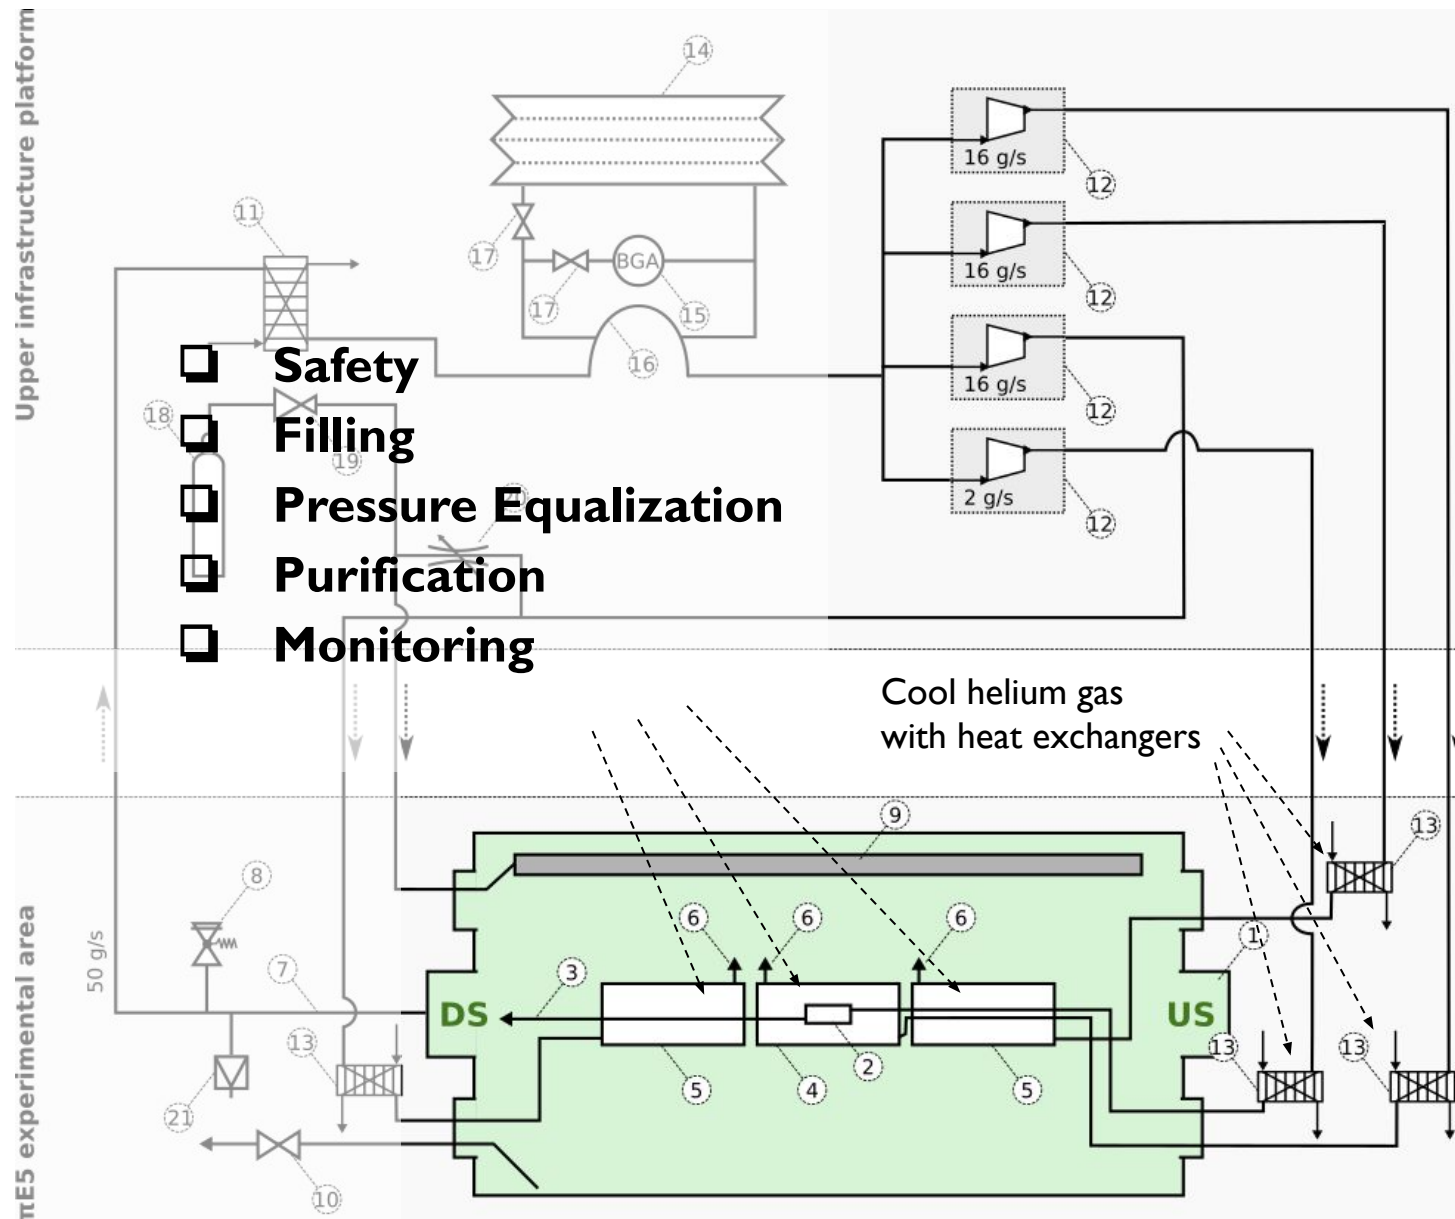 Upper infrastructure platform
14
11
17
17
BGA
15
16
16 g/s
12
16 g/s
12
16 g/s
12
2 g/s
12
❑ Safety
18
❑ Filling
19
❑ Pressure Equalization
20
❑ Purification
❑ Monitoring
Cool helium gas
with heat exchangers
πE5 experimental area
50 g/s
8
7
9
13
6
6
6
1
3
DS
US
13
2
13
13
5
4
5
21
10